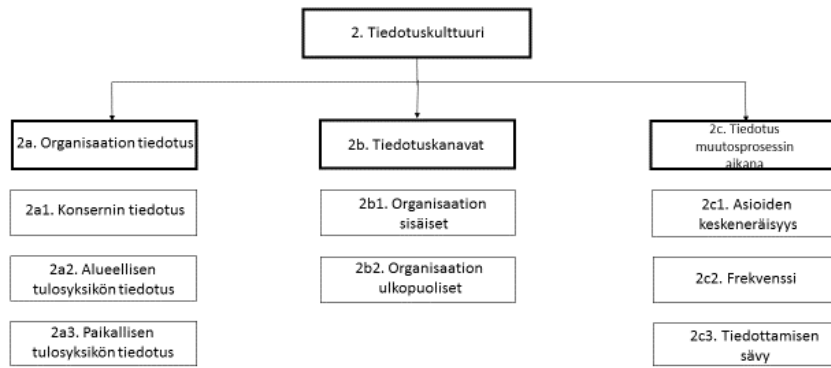 2. Tiedotuskulttuuri
2a. Organisaation tiedotus
2b. Tiedotuskanavat
2c. Tiedotus
muutosprosessin
aikana
2a1. Konsernin tiedotus
2b1. Organisaation
sisäiset
2c1. Asioiden
keskeneräisyys
2a2. Alueellisen
tulosyksikön tiedotus
2b2. Organisaation
ulkopuoliset
2c2. Frekvenssi
2a3. Paikallisen
tulosyksikön tiedotus
2c3. Tiedottamisen
sävy